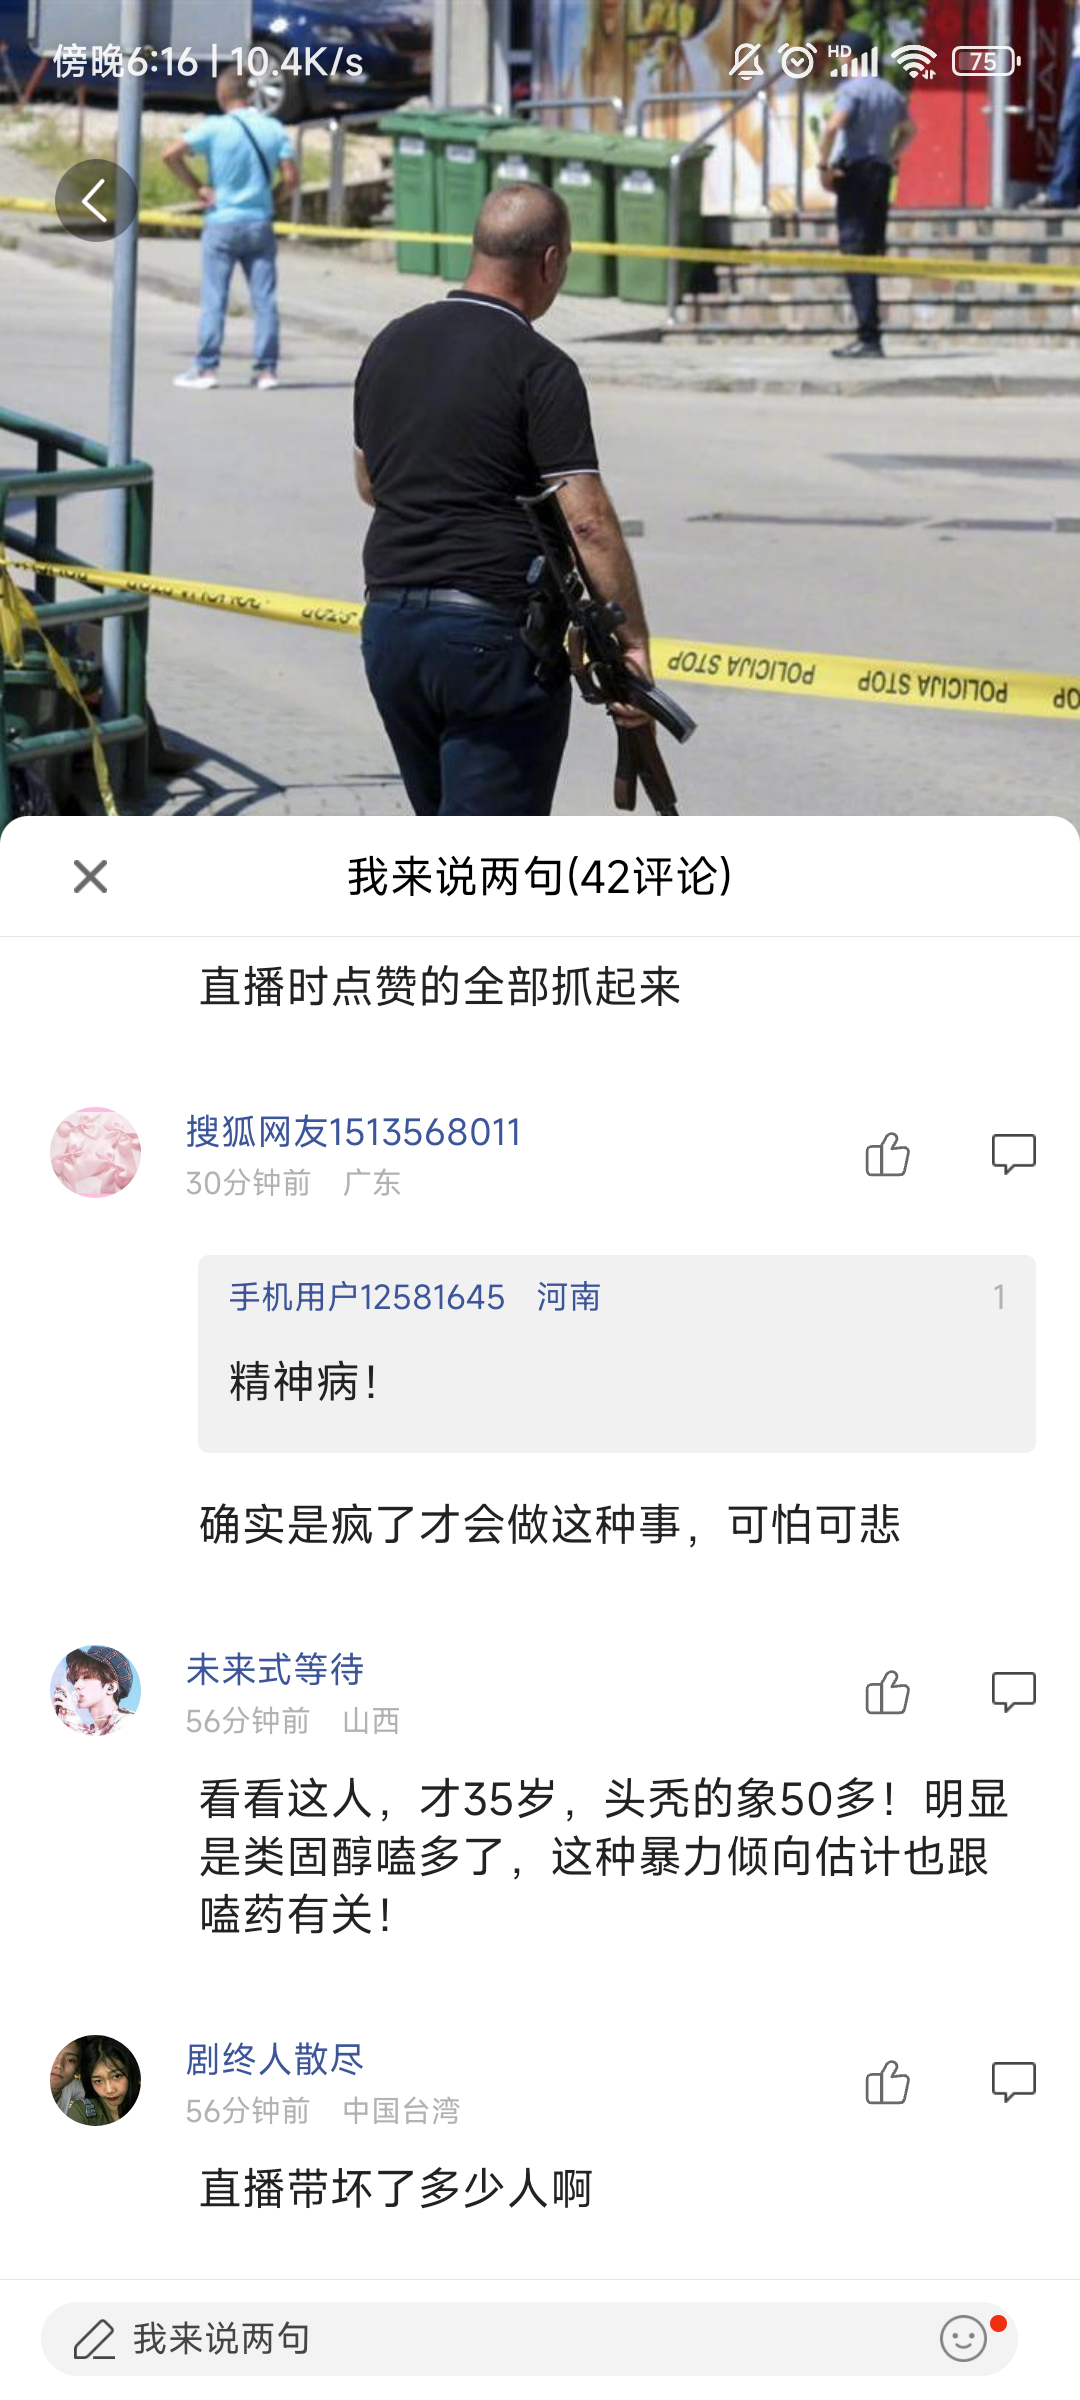 傍晚6:16 | 10.4K/s
HD
75
POLICIJA STOP
POLICIJA STOP
我来说两句(42评论)
直播时点赞的全部抓起来
搜狐网友1513568011
30分钟前 广东
手机用户12581645 河南
1
精神病！
确实是疯了才会做这种事，可怕可悲
未来式等待
56分钟前 山西
看看这人，才35岁，头秃的象50多！明显
是类固醇嗑多了，这种暴力倾向估计也跟
嗑药有关！
剧终人散尽
56分钟前 中国台湾
直播带坏了多少人啊
我来说两句